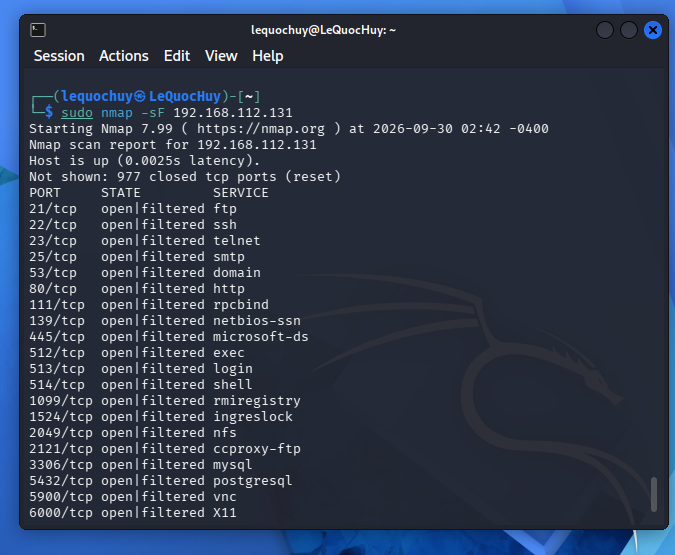 lequochuy@LeQuocHuy: ~
Session Actions Edit View Help
┌──(lequochuy㉿LeQuocHuy)-[~]
└─$ sudo nmap -sF 192.168.112.131
Starting Nmap 7.99 ( https://nmap.org ) at 2026-09-30 02:42 -0400
Nmap scan report for 192.168.112.131
Host is up (0.0025s latency).
Not shown: 977 closed tcp ports (reset)
PORT     STATE         SERVICE
21/tcp   open|filtered ftp
22/tcp   open|filtered ssh
23/tcp   open|filtered telnet
25/tcp   open|filtered smtp
53/tcp   open|filtered domain
80/tcp   open|filtered http
111/tcp  open|filtered rpcbind
139/tcp  open|filtered netbios-ssn
445/tcp  open|filtered microsoft-ds
512/tcp  open|filtered exec
513/tcp  open|filtered login
514/tcp  open|filtered shell
1099/tcp open|filtered rmiregistry
1524/tcp open|filtered ingreslock
2049/tcp open|filtered nfs
2121/tcp open|filtered ccproxy-ftp
3306/tcp open|filtered mysql
5432/tcp open|filtered postgresql
5900/tcp open|filtered vnc
6000/tcp open|filtered X11